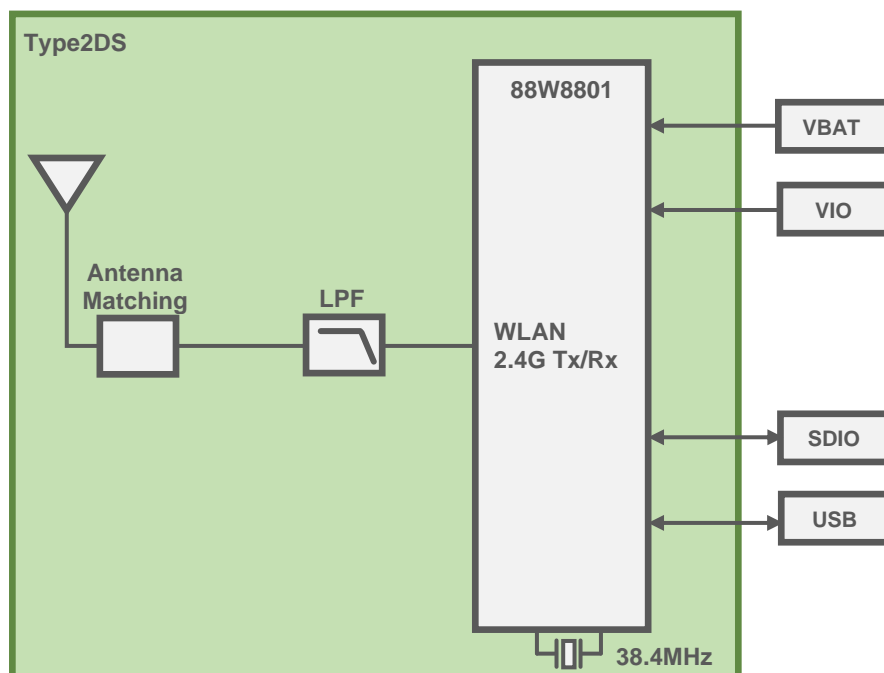 Type2DS
88W8801
VBAT
VIO
Antenna
Matching
LPF
WLAN
2.4G Tx/Rx
SDIO
USB
38.4MHz